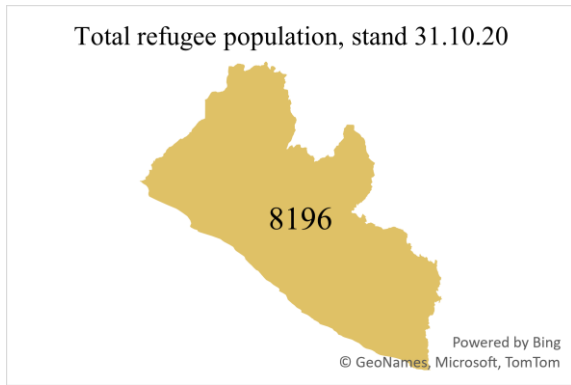 Total refugee population, stand 31.10.20
8196
Powered by Bing
© GeoNames, Microsoft, TomTom